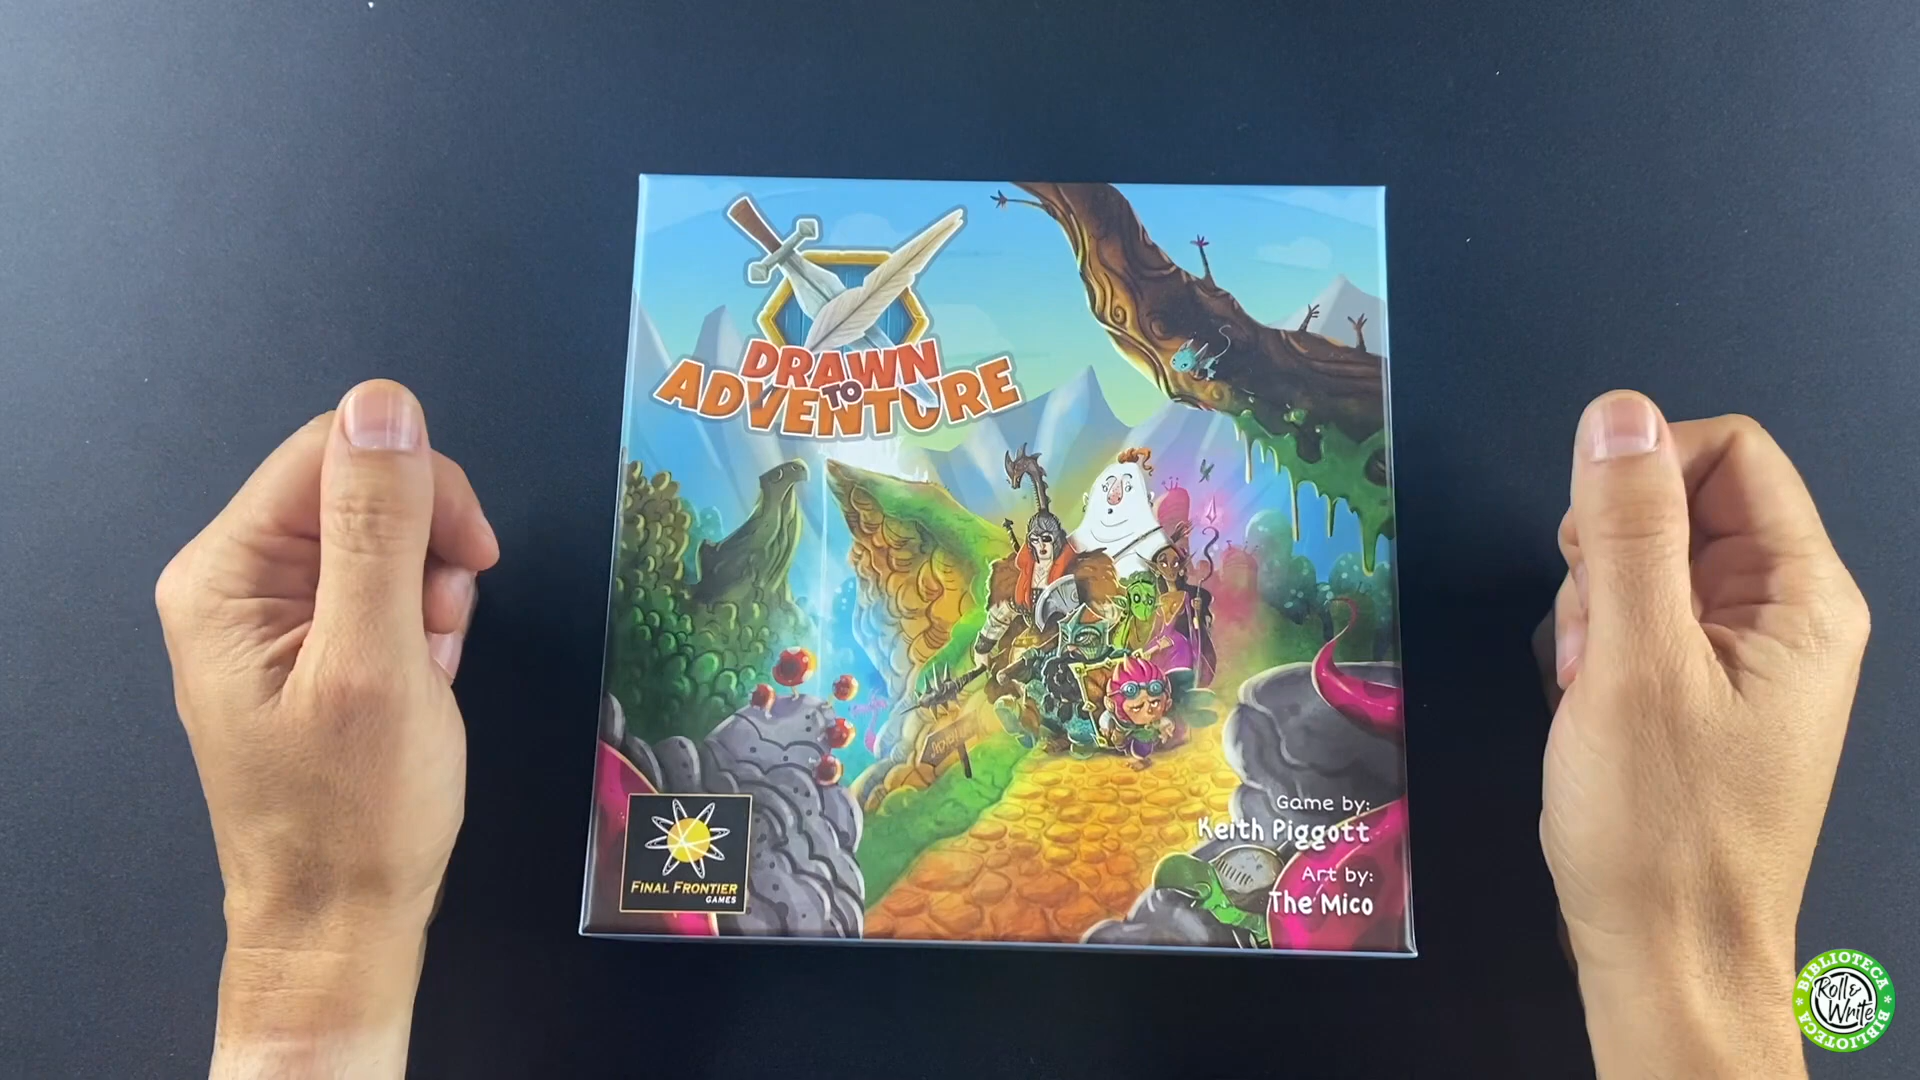 DRAWN
TO
ADVENTURE
Game by:
Keith Piggott
Art by:
The Mico
FINAL FRONTIER
GAMES
BIBLIOTECA
Roll &
Write
BIBLIOTECA